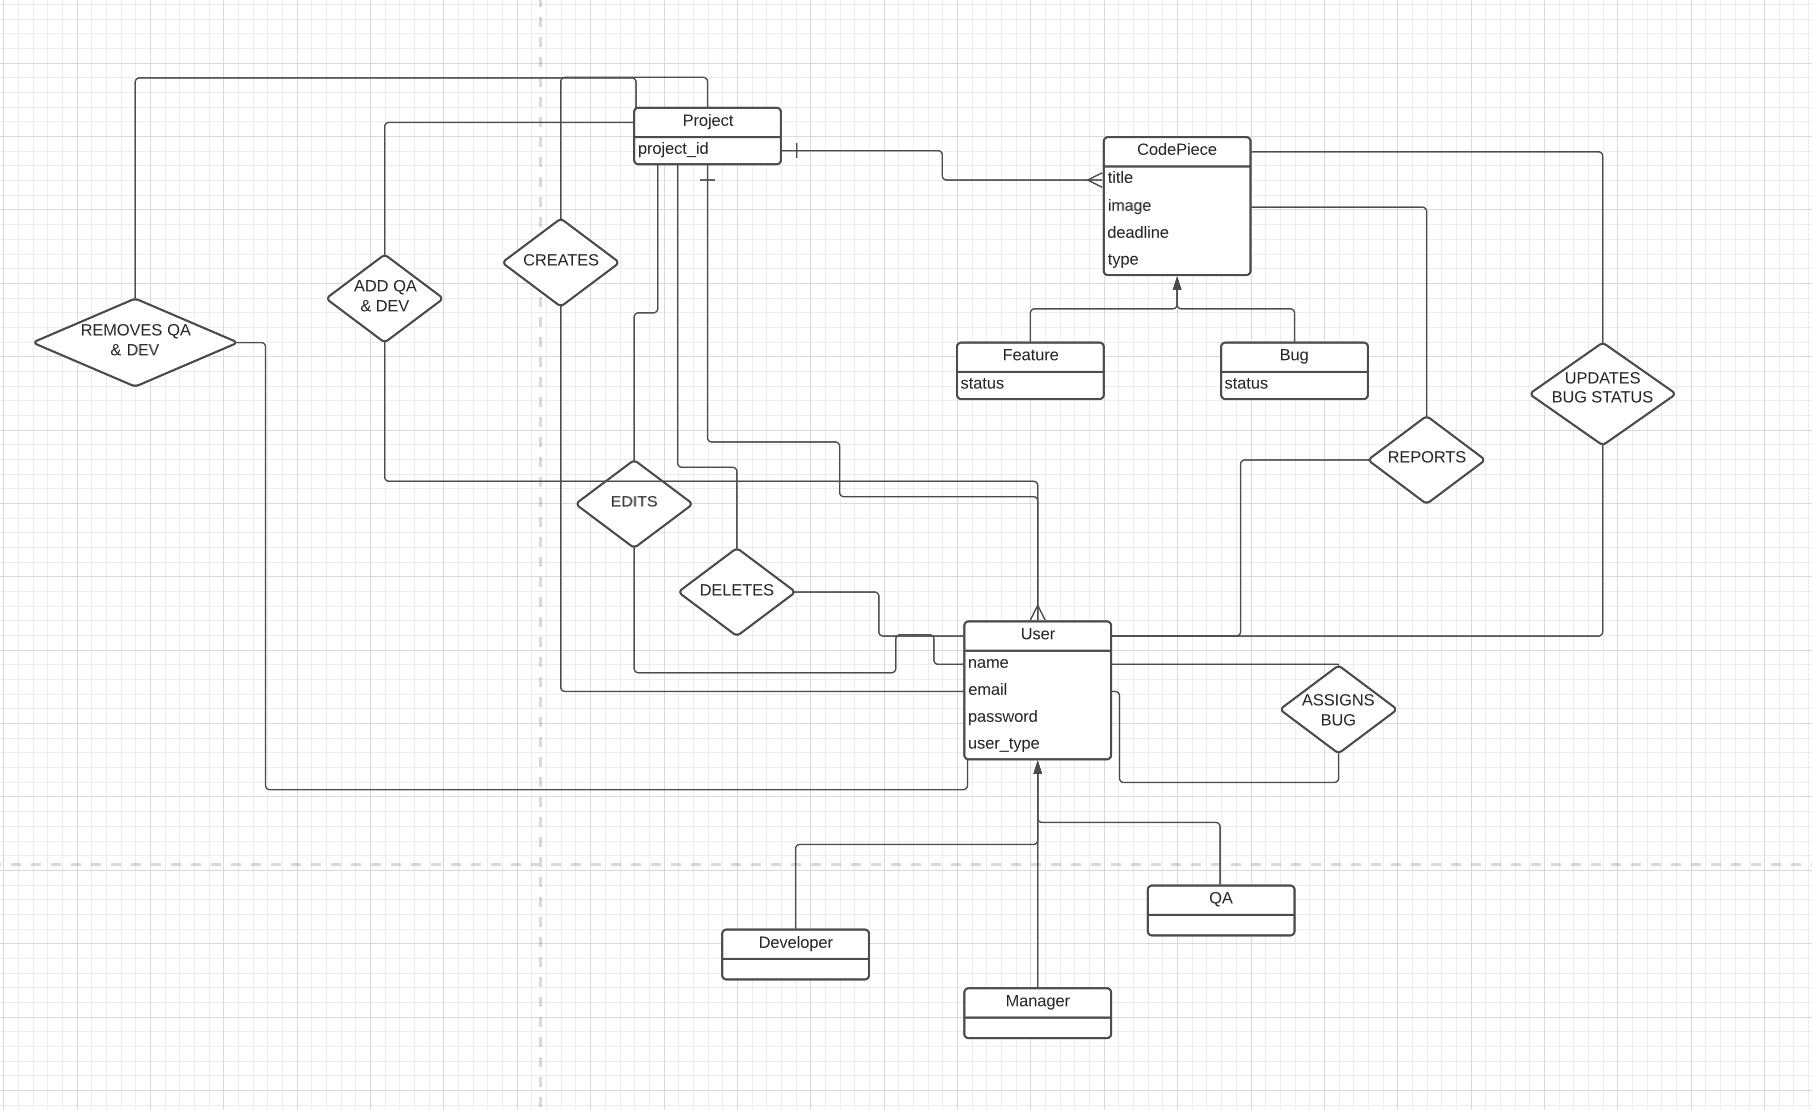 Project
project_id
CodePiece
title
image
deadline
type
CREATES
ADD QA
& DEV
REMOVES QA
& DEV
Feature
status
Bug
status
UPDATES
BUG STATUS
REPORTS
EDITS
DELETES
User
name
email
password
user_type
ASSIGNS
BUG
QA
Developer
Manager